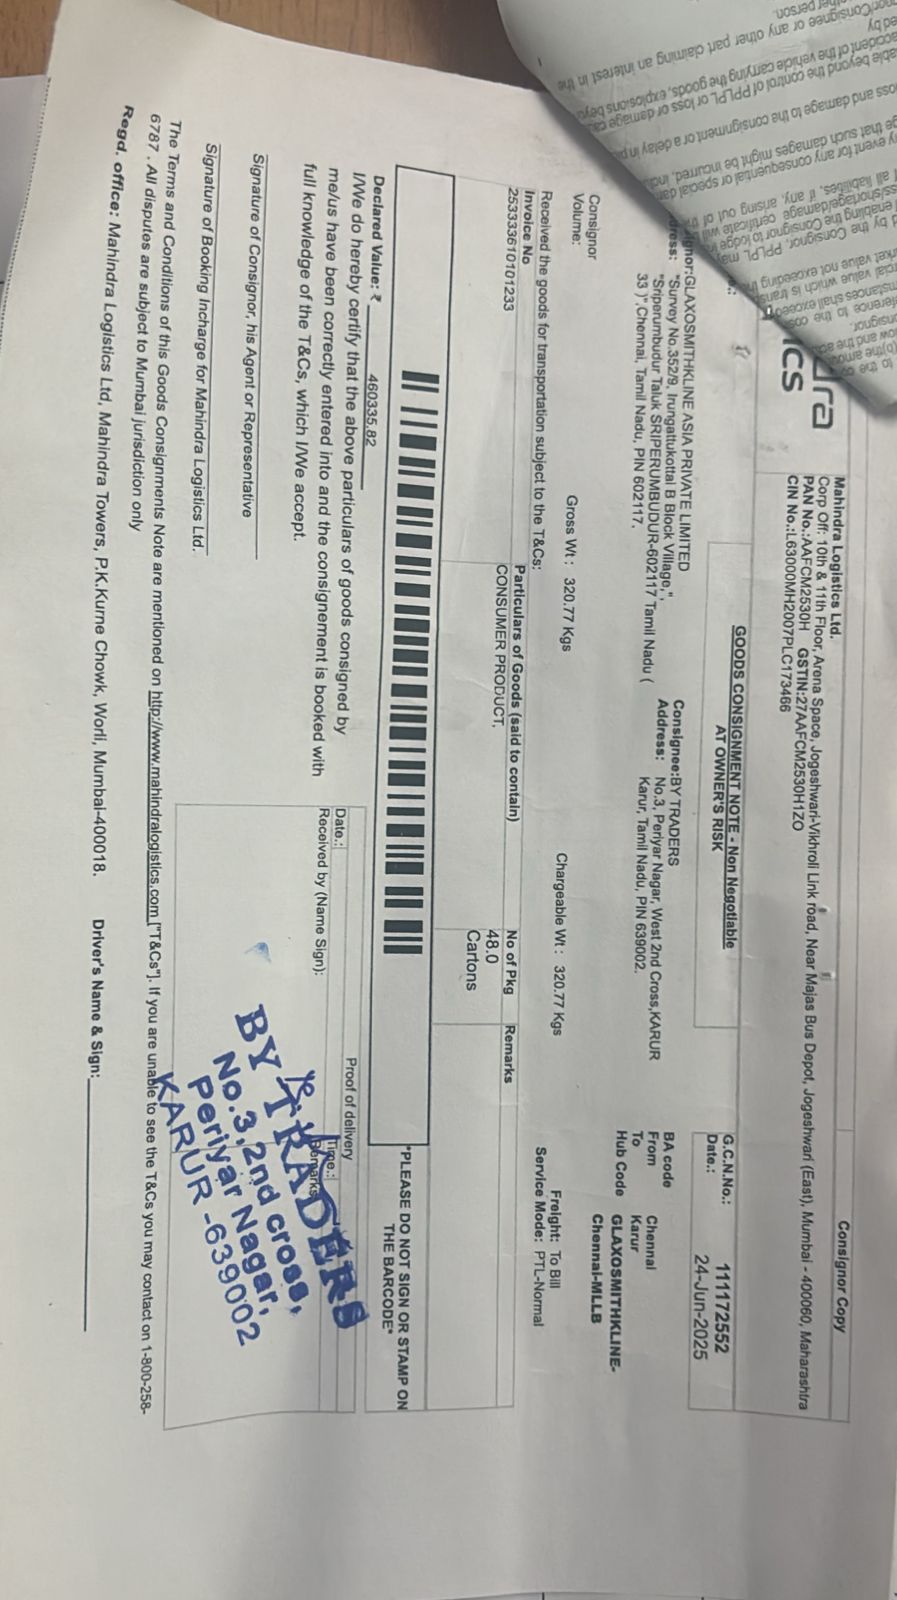 Consignor Copy
Mahindra Logistics Ltd.
Corp Off: 10th & 11th Floor, Arena Space, Jogeshwari-Vikhroli Link road, Near Majas Bus Depot, Jogeshwari (East), Mumbai - 400060, Maharashtra
PAN No.:AAFCM2530H GSTIN:27AAFCM2530H1ZO
CIN No.:L63000MH2007PLC173466
GOODS CONSIGNMENT NOTE - Non Negotiable
AT OWNER'S RISK
G.C.N.No.: 111172552
Date.: 24-Jun-2025
GLAXOSMITHKLINE ASIA PRIVATE LIMITED
"Survey No.352/9, Irungattukottai B Block Village,",
"Sriperumbudur Taluk SRIPERUMBUDUR-602117 Tamil Nadu (
33 )",Chennai, Tamil Nadu, PIN 602117.
Consignee:BY TRADERS
Address: No.3, Periyar Nagar, West 2nd Cross,KARUR
Karur, Tamil Nadu, PIN 639002.
BA code
From Chennai
To Karur
Hub Code GLAXOSMITHKLINE-
Chennai-MLLB
Consignor
Volume:
Gross Wt : 320.77 Kgs
Chargeable Wt : 320.77 Kgs
Freight: To Bill
Service Mode: PTL-Normal
Received the goods for transportation subject to the T&Cs:
Invoice No
Particulars of Goods (said to contain)
No of Pkg
Remarks
2533361010123​3
CONSUMER PRODUCT,
48.0
Cartons
"PLEASE DO NOT SIGN OR STAMP ON
THE BARCODE"
Declared Value: ₹ 460335.82
I/We do hereby certify that the above particulars of goods consigned by
me/us have been correctly entered into and the consignement is booked with
full knowledge of the T&Cs, which I/We accept.
Signature of Consignor, his Agent or Representative
Signature of Booking Incharge for Mahindra Logistics Ltd.
Proof of delivery
Date.:
Time.:
Received by (Name Sign):
Remarks
BY TRADERS
No.3, 2nd cross,
Periyar Nagar,
KARUR - 639002
The Terms and Conditions of this Goods Consignments Note are mentioned on http://www.mahindralogistics.com ["T&Cs"]. If you are unable to see the T&Cs you may contact on 1-800-258-
6787 . All disputes are subject to Mumbai jurisdiction only
Regd. office: Mahindra Logistics Ltd, Mahindra Towers, P.K.Kurne Chowk, Worli, Mumbai-400018.
Driver's Name & Sign: